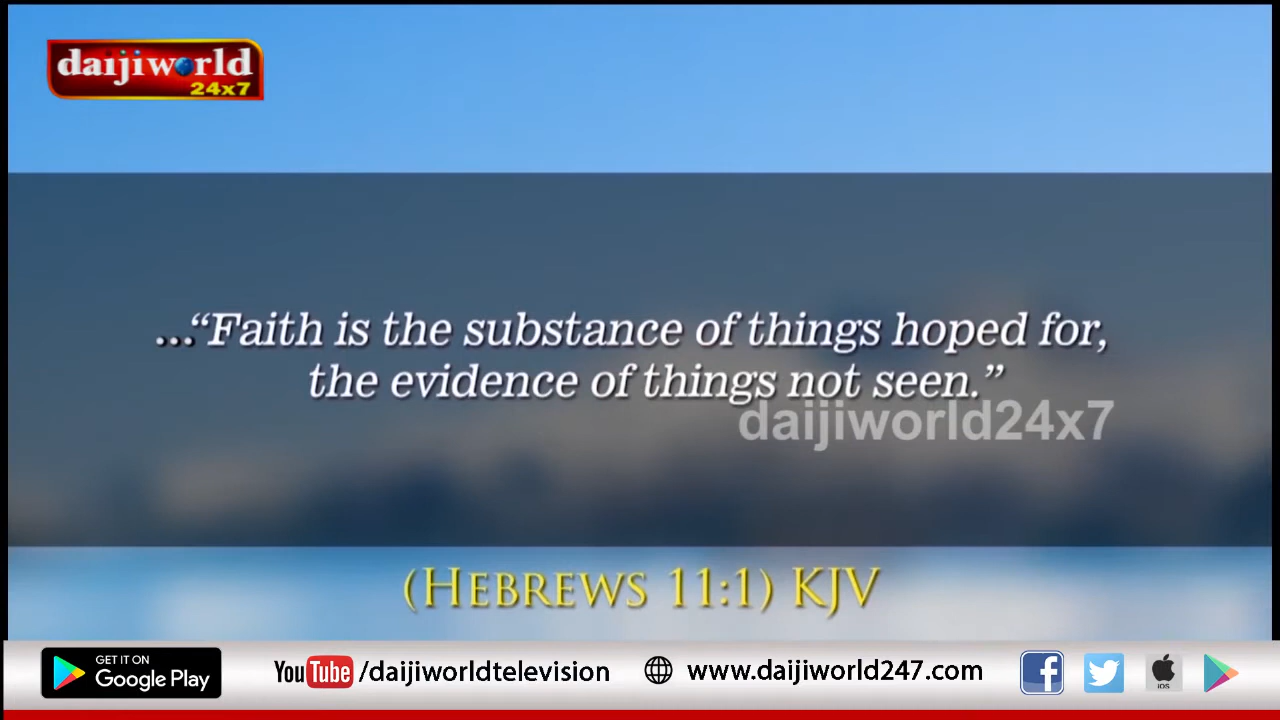 daijiworld
24x7
...“Faith is the substance of things hoped for,
the evidence of things not seen.”
daijiworld24x7
(HEBREWS 11:1) KJV
GET IT ON
Google Play
YouTube /daijiworldtelevision
www.daijiworld247.com
f
iOS